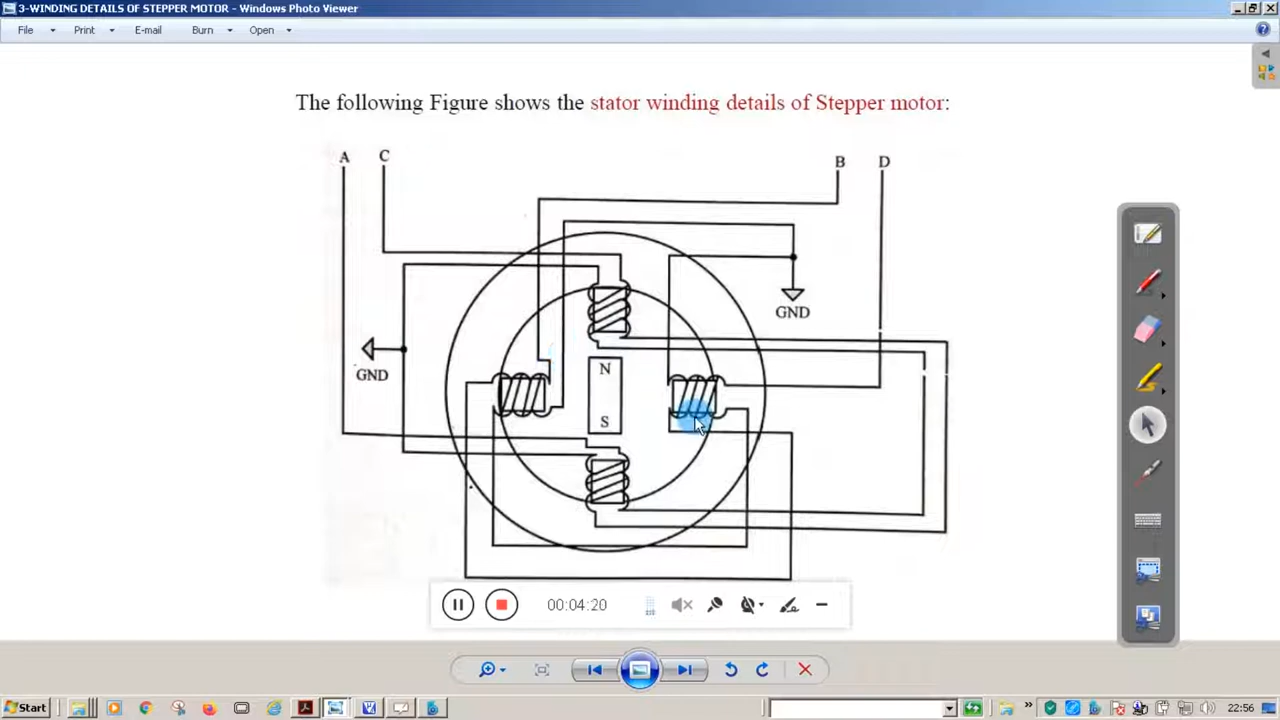 3-WINDING DETAILS OF STEPPER MOTOR - Windows Photo Viewer
File Print E-mail Burn Open
The following Figure shows the stator winding details of Stepper motor:
A C B D
GND
GND
N
S
00:04:20
Start
22:56